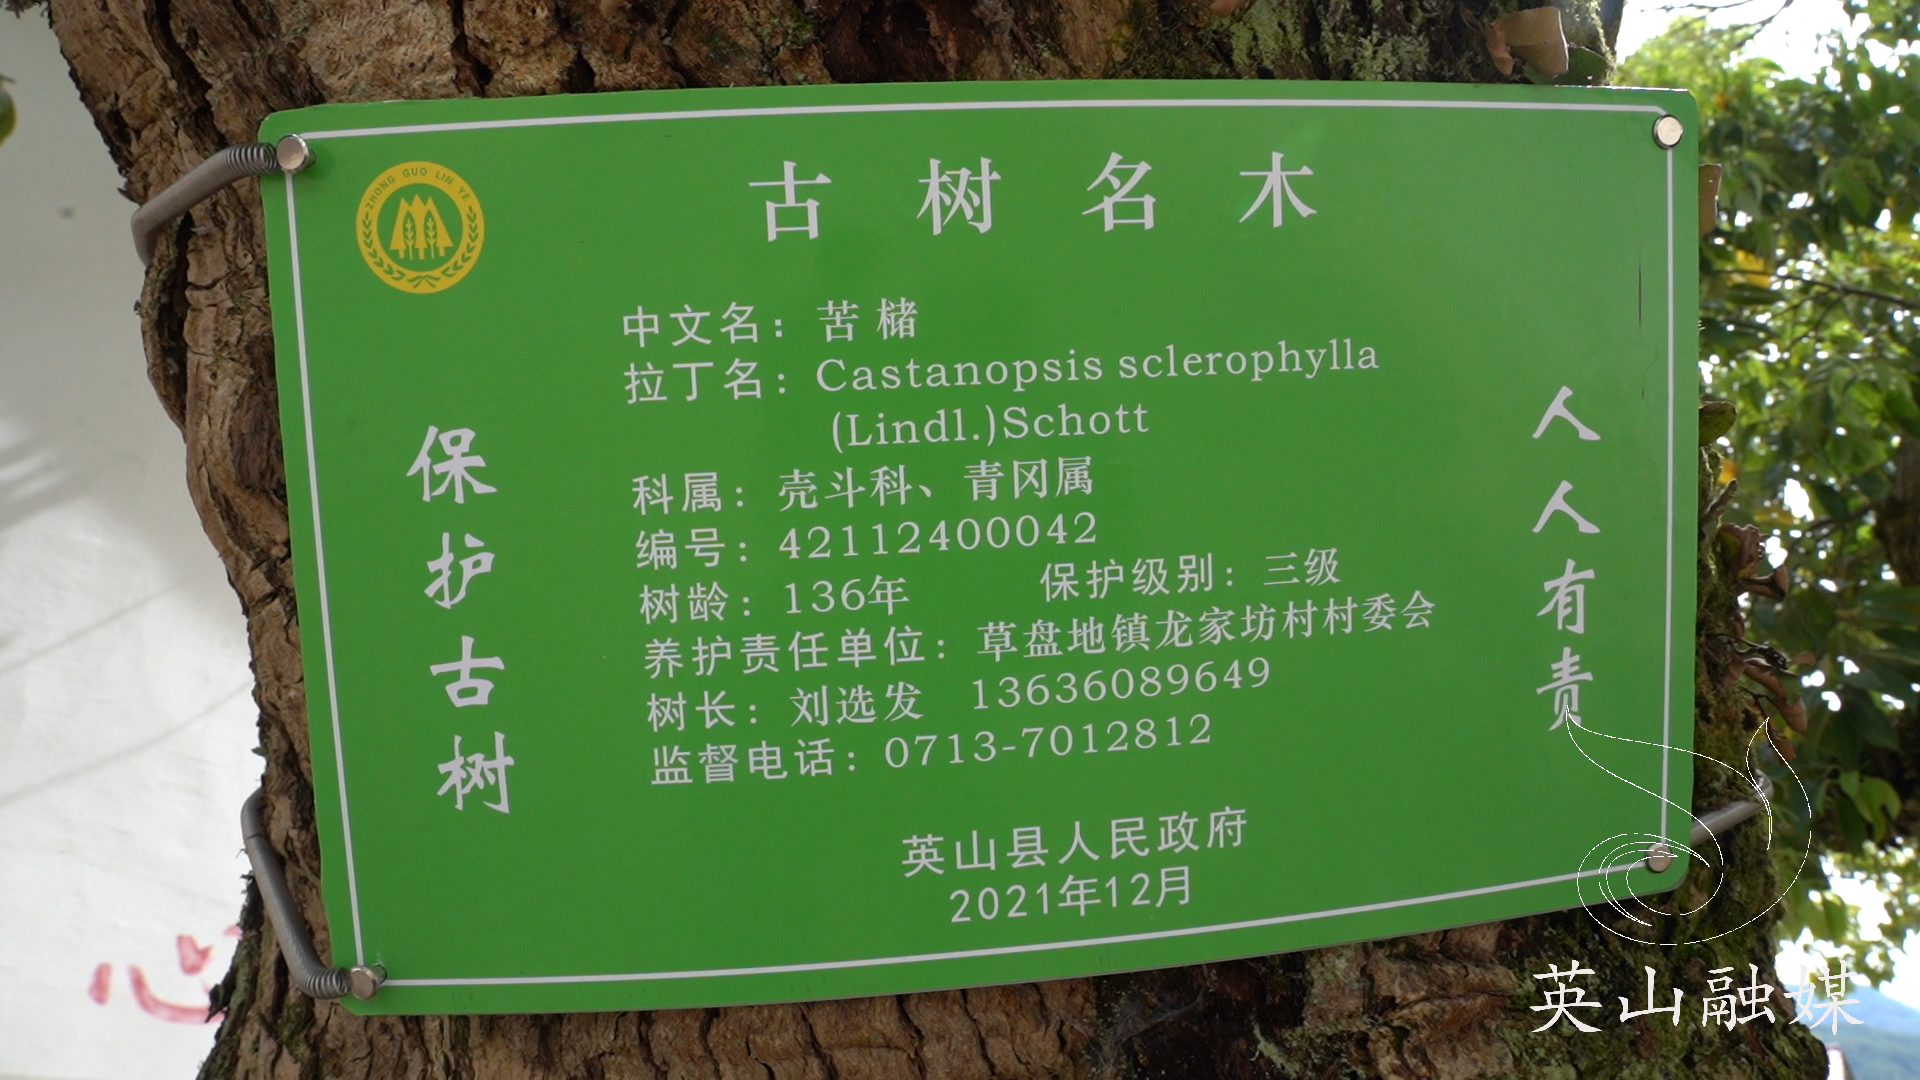 ZHONG GUO LIN YE
古树名木
中文名：苦槠
拉丁名：Castanopsis sclerophylla
(Lindl.)Schott
科属：壳斗科、青冈属
编号：42112400042
树龄：136年 保护级别：三级
养护责任单位：草盘地镇龙家坊村村委会
树长：刘选发 13636089649
监督电话：0713-7012812
英山县人民政府
2021年12月
保护古树
人人有责
英山融媒